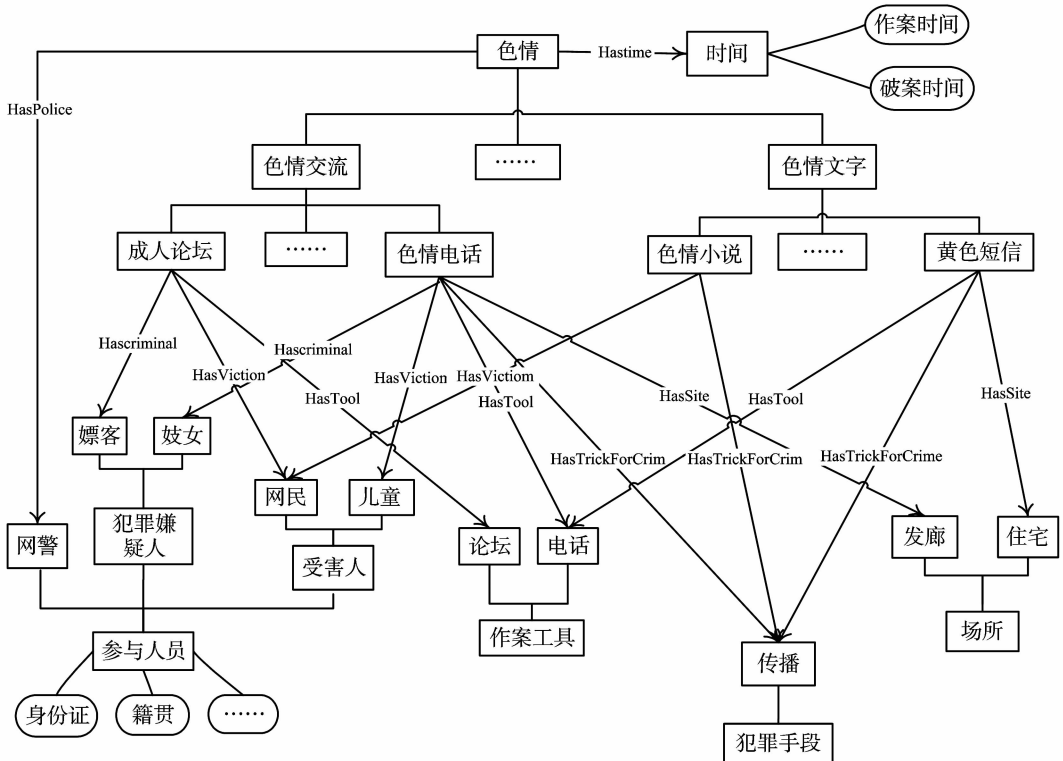 色情
Hastime
时间
作案时间
破案时间
HasPolice
色情交流
……
色情文字
成人论坛
……
色情电话
色情小说
……
黄色短信
Hascriminal
Hascriminal
HasViction
HasViction
HasVictiom
HasTool
HasTool
HasSite
HasTool
HasSite
嫖客
妓女
HasTrickForCrim
HasTrickForCrim
HasTrickForCrime
网民
儿童
网警
犯罪嫌
疑人
受害人
论坛
电话
发廊
住宅
作案工具
场所
参与人员
传播
身份证
籍贯
……
犯罪手段